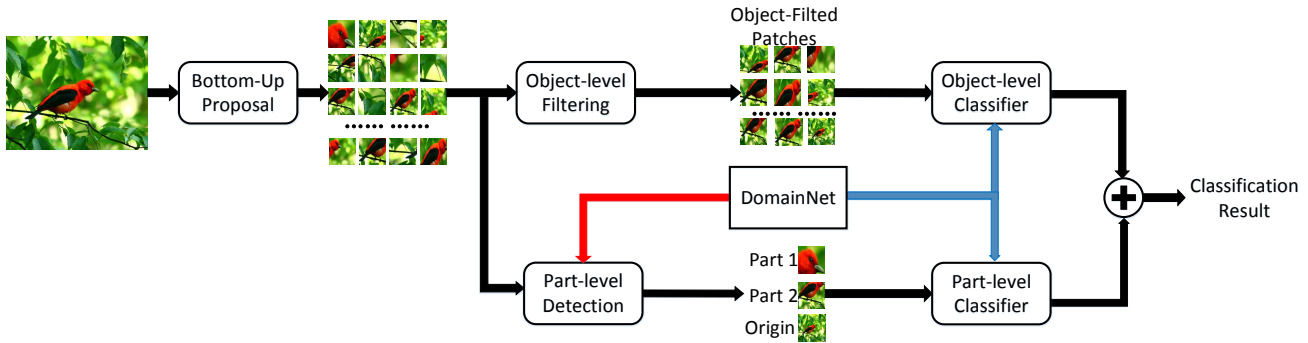 Bottom-Up
Proposal
Object-level
Filtering
Object-Filted
Patches
Object-level
Classifier
DomainNet
Classification
Result
Part-level
Detection
Part 1
Part 2
Origin
Part-level
Classifier